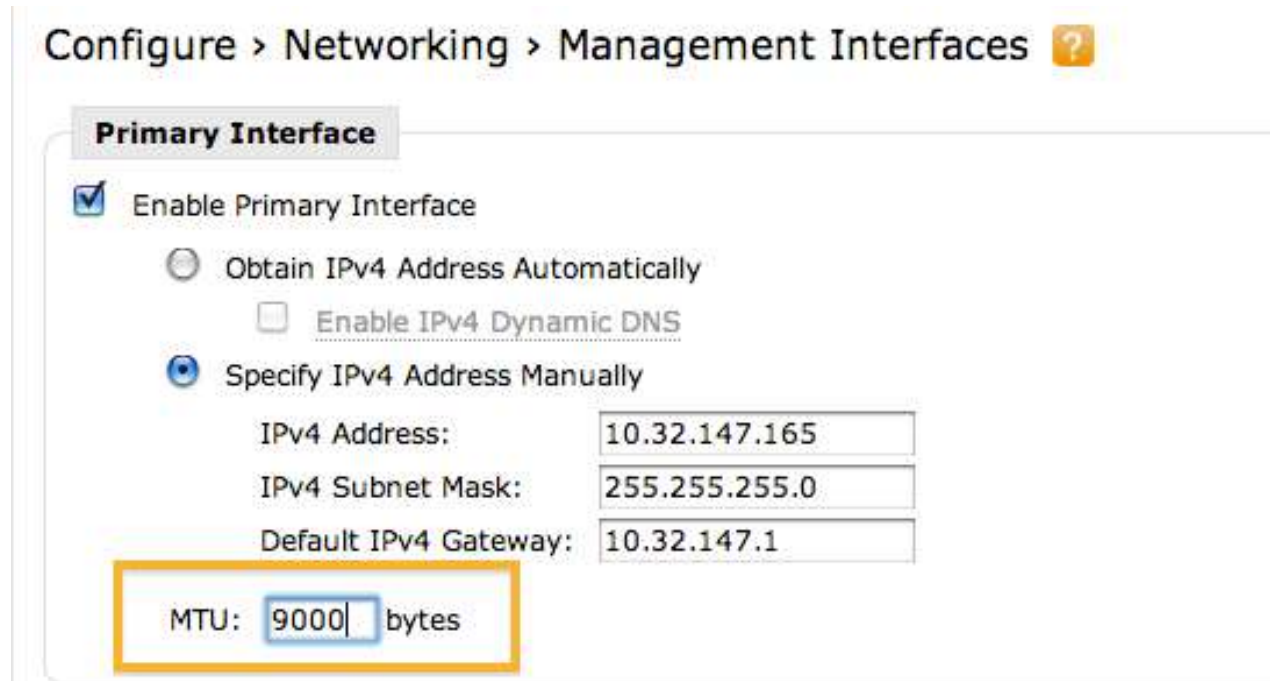 Configure › Networking › Management Interfaces ?
Primary Interface
Enable Primary Interface
Obtain IPv4 Address Automatically
Enable IPv4 Dynamic DNS
Specify IPv4 Address Manually
IPv4 Address: 10.32.147.165
IPv4 Subnet Mask: 255.255.255.0
Default IPv4 Gateway: 10.32.147.1
MTU: 9000 bytes